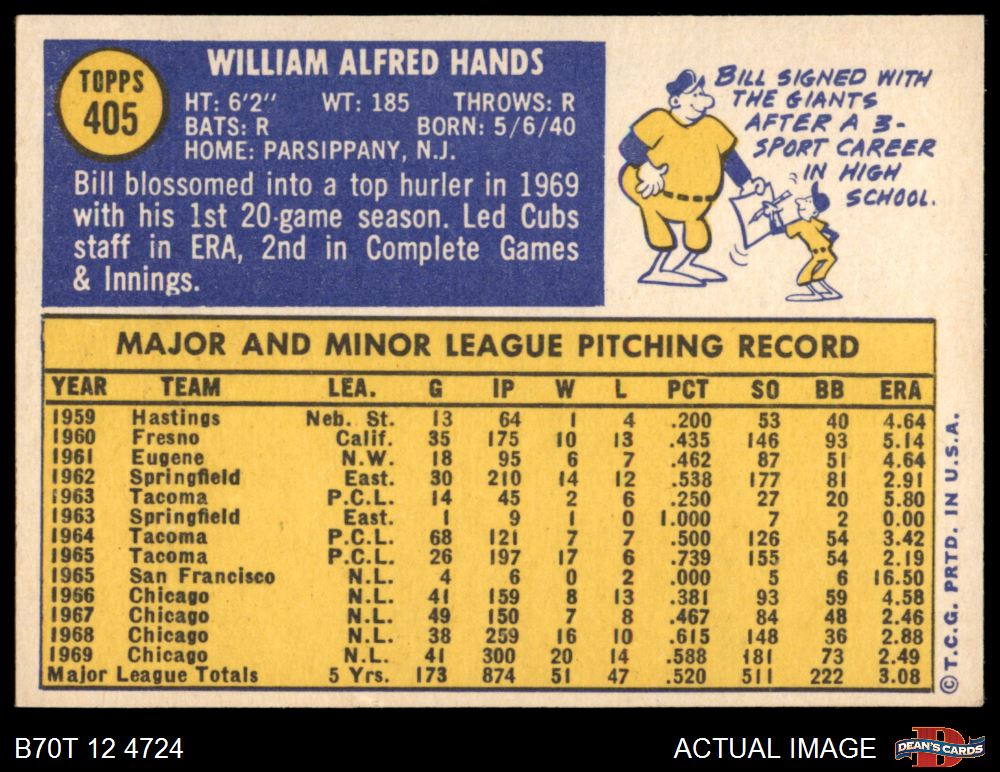 TOPPS
405
WILLIAM ALFRED HANDS
HT: 6'2" WT: 185 THROWS: R
BATS: R BORN: 5/6/40
HOME: PARSIPPANY, N.J.
Bill blossomed into a top hurler in 1969
with his 1st 20-game season. Led Cubs
staff in ERA, 2nd in Complete Games
& Innings.
BILL SIGNED WITH
THE GIANTS
AFTER A 3-
SPORT CAREER
IN HIGH
SCHOOL.
MAJOR AND MINOR LEAGUE PITCHING RECORD
YEAR TEAM LEA. G IP W L PCT SO BB ERA
1959 Hastings Neb. St. 13 64 1 4 .200 53 40 4.64
1960 Fresno Calif. 35 175 10 13 .435 146 93 5.14
1961 Eugene N.W. 18 95 6 7 .462 87 51 4.64
1962 Springfield East. 30 210 14 12 .538 177 81 2.91
1963 Tacoma P.C.L. 14 45 2 6 .250 27 20 5.80
1963 Springfield East. 1 9 1 0 1.000 7 2 0.00
1964 Tacoma P.C.L. 68 121 7 7 .500 126 54 3.42
1965 Tacoma P.C.L. 26 197 17 6 .739 155 54 2.19
1965 San Francisco N.L. 4 6 0 2 .000 5 6 16.50
1966 Chicago N.L. 41 159 8 13 .381 93 59 4.58
1967 Chicago N.L. 49 150 7 8 .467 84 48 2.46
1968 Chicago N.L. 38 259 16 10 .615 148 36 2.88
1969 Chicago N.L. 41 300 20 14 .588 181 73 2.49
Major League Totals 5 Yrs. 173 874 51 47 .520 511 222 3.08
© T.C.G. PRTD. IN U.S.A.
B70T 12 4724
ACTUAL IMAGE
D
DEAN'S CARDS